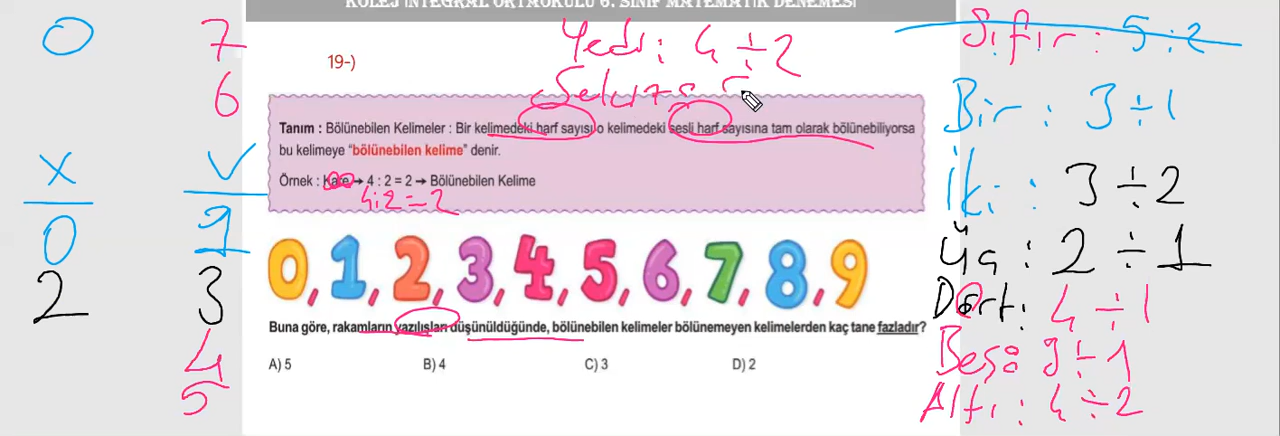 KOLEJ İNTEGRAL ORTAOKULU 6. SINIF MATEMATİK DENEMESİ
19-)
Yedi: 4 ÷ 2
Sekiz: 5
Tanım : Bölünebilen Kelimeler : Bir kelimedeki harf sayısı o kelimedeki sesli harf sayısına tam olarak bölünebiliyorsa
bu kelimeye “bölünebilen kelime” denir.
Örnek : Kare → 4 : 2 = 2 → Bölünebilen Kelime
4:2=2
0, 1, 2, 3, 4, 5, 6, 7, 8, 9
Buna göre, rakamların yazılışları düşünüldüğünde, bölünebilen kelimeler bölünemeyen kelimelerden kaç tane fazladır?
A) 5 B) 4 C) 3 D) 2
0 7
6
x √
0 1
2 3
4
5
Sıfır : 5 : 2
Bir : 3 ÷ 1
İki : 3 ÷ 2
Üç : 2 ÷ 1
Dört : 4 ÷ 1
Beş : 3 ÷ 1
Altı : 4 ÷ 2